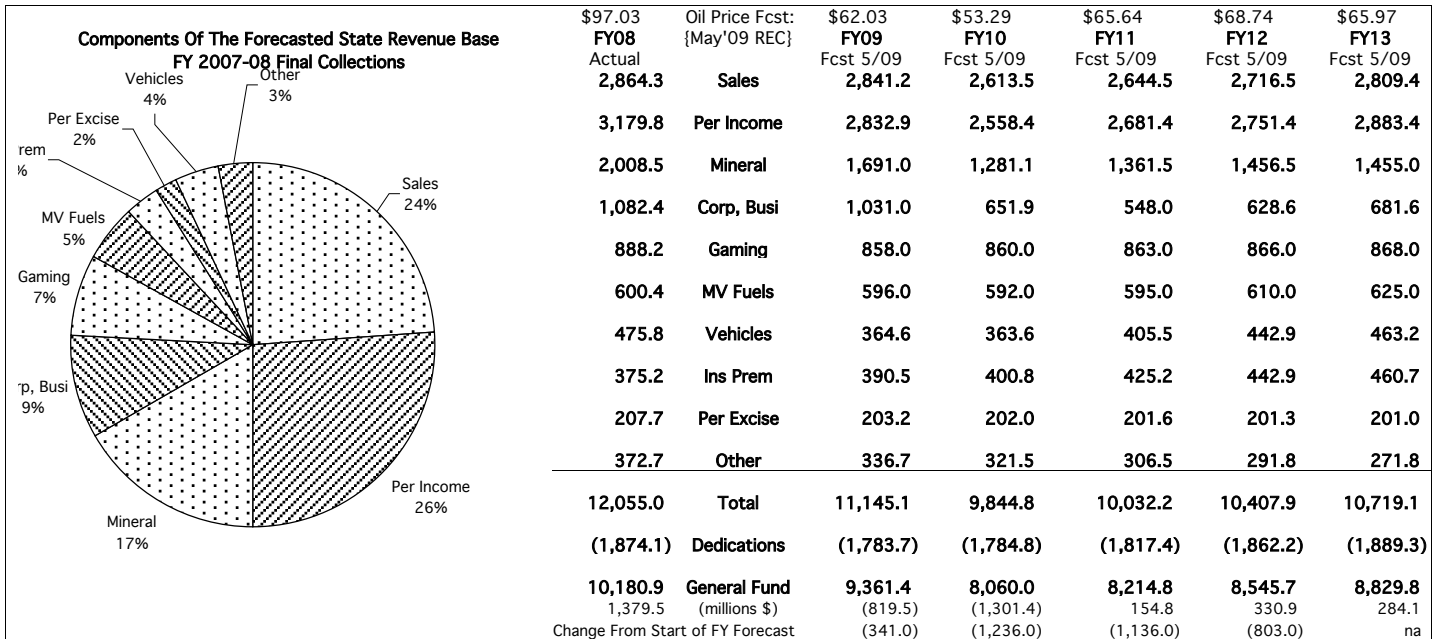 Components Of The Forecasted State Revenue Base
FY 2007-08 Final Collections
Other
3%
Vehicles
4%
Per Excise
2%
rem
%
MV Fuels
5%
Gaming
7%
rp, Busi
9%
Mineral
17%
Per Income
26%
Sales
24%
$97.03 Oil Price Fcst: $62.03 $53.29 $65.64 $68.74 $65.97
FY08 {May'09 REC} FY09 FY10 FY11 FY12 FY13
Actual Fcst 5/09 Fcst 5/09 Fcst 5/09 Fcst 5/09 Fcst 5/09
2,864.3 Sales 2,841.2 2,613.5 2,644.5 2,716.5 2,809.4
3,179.8 Per Income 2,832.9 2,558.4 2,681.4 2,751.4 2,883.4
2,008.5 Mineral 1,691.0 1,281.1 1,361.5 1,456.5 1,455.0
1,082.4 Corp, Busi 1,031.0 651.9 548.0 628.6 681.6
888.2 Gaming 858.0 860.0 863.0 866.0 868.0
600.4 MV Fuels 596.0 592.0 595.0 610.0 625.0
475.8 Vehicles 364.6 363.6 405.5 442.9 463.2
375.2 Ins Prem 390.5 400.8 425.2 442.9 460.7
207.7 Per Excise 203.2 202.0 201.6 201.3 201.0
372.7 Other 336.7 321.5 306.5 291.8 271.8
12,055.0 Total 11,145.1 9,844.8 10,032.2 10,407.9 10,719.1
(1,874.1) Dedications (1,783.7) (1,784.8) (1,817.4) (1,862.2) (1,889.3)
10,180.9 General Fund 9,361.4 8,060.0 8,214.8 8,545.7 8,829.8
1,379.5 (millions $) (819.5) (1,301.4) 154.8 330.9 284.1
Change From Start of FY Forecast (341.0) (1,236.0) (1,136.0) (803.0) na